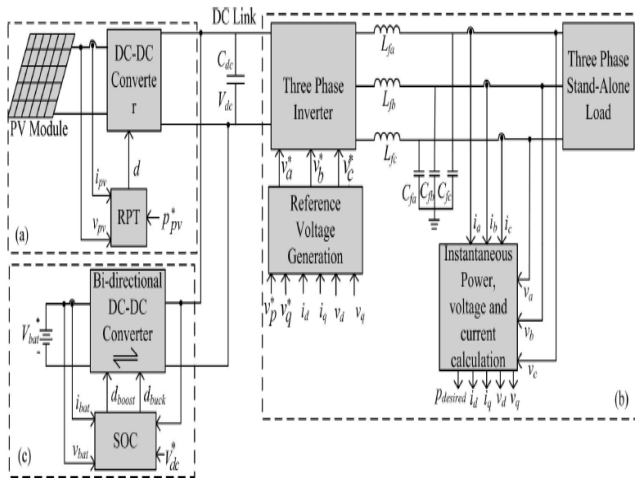 DC Link
DC-DC
Converte
r
PV Module
C_dc
V_dc
d
i_pv
v_pv
RPT
p*_pv
(a)
Three Phase
Inverter
L_fa
L_fb
L_fc
Three Phase
Stand-Alone
Load
v*_a
v*_b
v*_c
C_fa
C_fb
C_fc
Reference
Voltage
Generation
v*_p
v*_q
i_d
i_q
v_d
v_q
i_a
i_b
i_c
Instantaneous
Power,
voltage and
current
calculation
v_a
v_b
v_c
p_desired
i_d
i_q
v_d
v_q
(b)
Bi-directional
DC-DC
Converter
V_bat
+
-
d_boost
d_buck
i_bat
v_bat
SOC
V*_dc
(c)